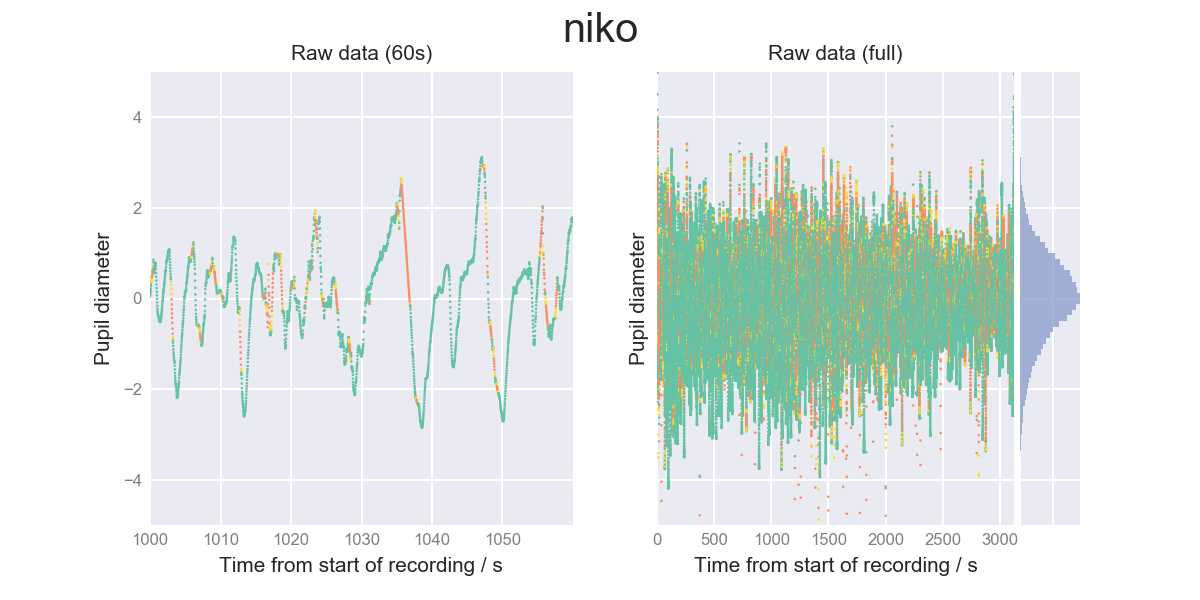 niko
Raw data (60s)
Raw data (full)
Pupil diameter
4
2
0
−2
−4
1000 1010 1020 1030 1040 1050
Time from start of recording / s
Pupil diameter
0 500 1000 1500 2000 2500 3000
Time from start of recording / s